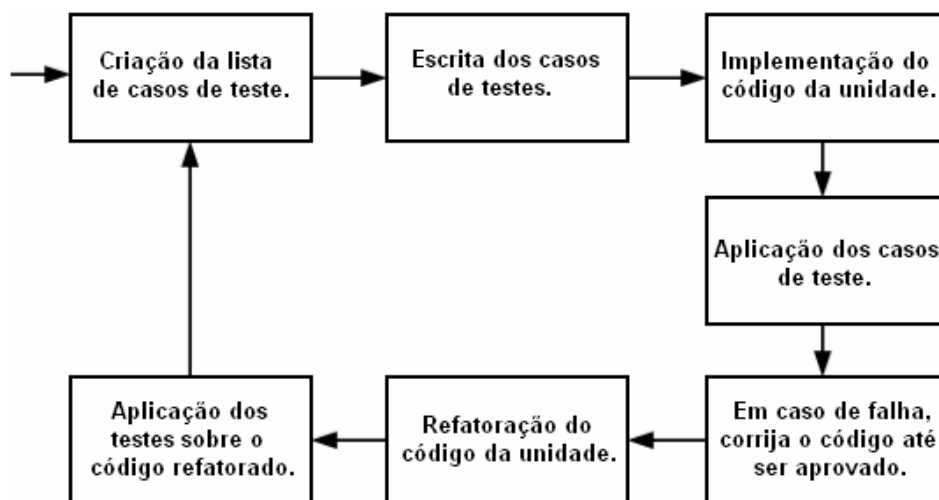 Criação da lista
de casos de teste.
Escrita dos casos
de testes.
Implementação do
código da unidade.
Aplicação dos casos
de teste.
Em caso de falha,
corrija o código até
ser aprovado.
Refatoração do
código da unidade.
Aplicação dos
testes sobre o
código refatorado.